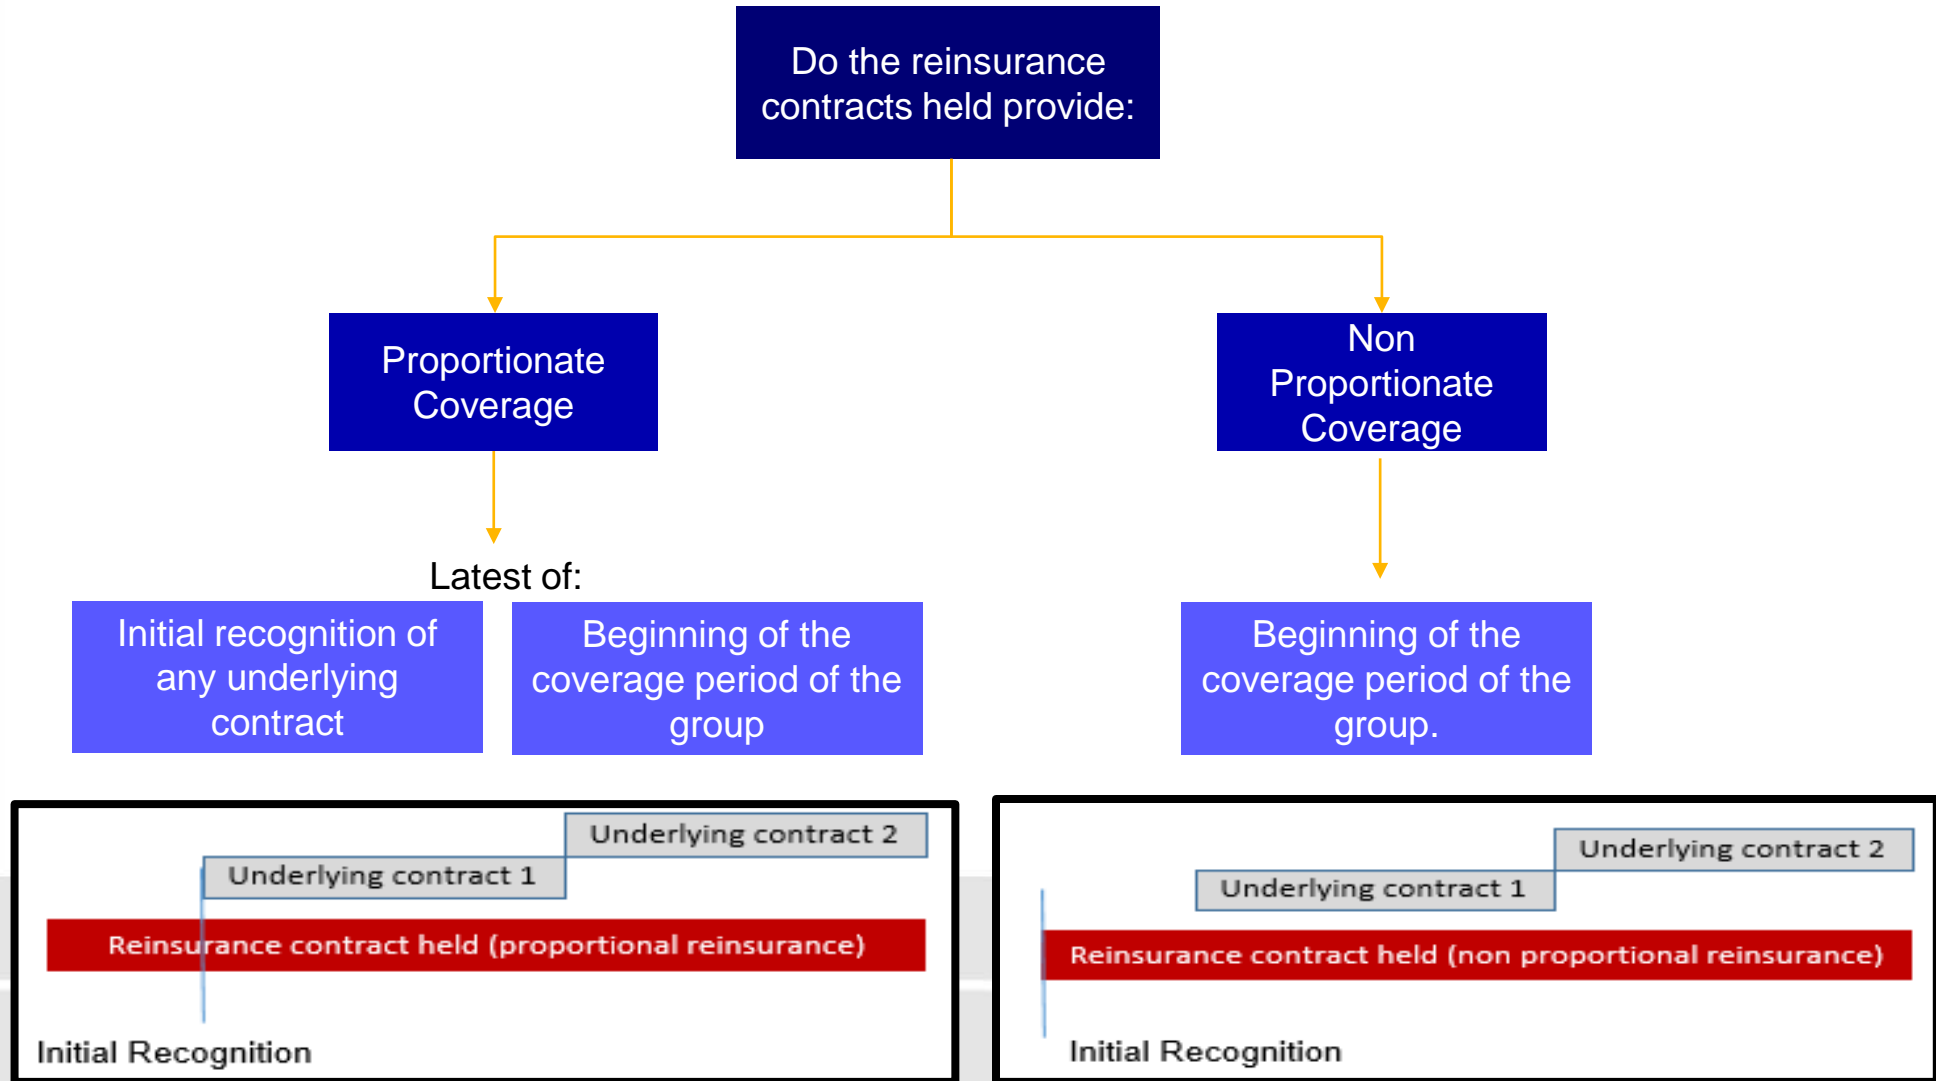 Do the reinsurance
contracts held provide:
Proportionate
Coverage
Non
Proportionate
Coverage
Latest of:
Initial recognition of
any underlying
contract
Beginning of the
coverage period of the
group
Beginning of the
coverage period of the
group.
Underlying contract 2
Underlying contract 1
Reinsurance contract held (proportional reinsurance)
Initial Recognition
Underlying contract 2
Underlying contract 1
Reinsurance contract held (non proportional reinsurance)
Initial Recognition